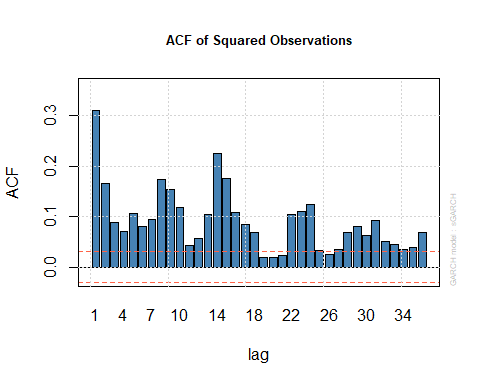 ACF of Squared Observations
ACF
0.3
0.2
0.1
0.0
1 4 7 10 14 18 22 26 30 34
lag
GARCH model : sGARCH